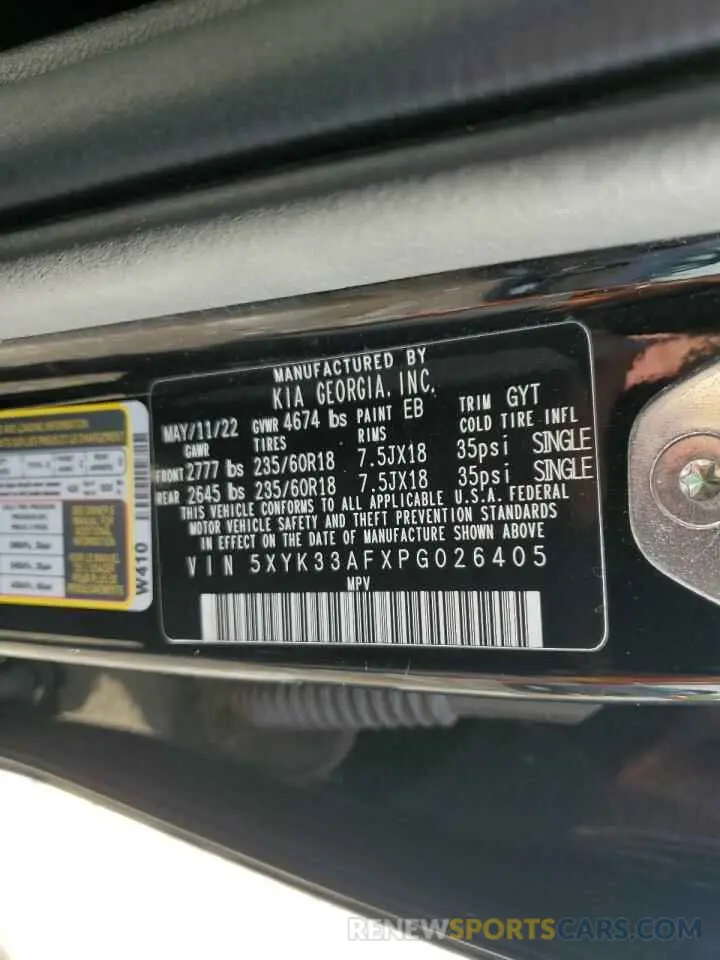 MANUFACTURED BY
KIA GEORGIA, INC.
MAY/11/22 GVWR 4674 lbs PAINT EB TRIM GYT
GAWR TIRES RIMS COLD TIRE INFL
FRONT 2777 lbs 235/60R18 7.5JX18 35psi SINGLE
REAR 2645 lbs 235/60R18 7.5JX18 35psi SINGLE
THIS VEHICLE CONFORMS TO ALL APPLICABLE U.S.A. FEDERAL
MOTOR VEHICLE SAFETY AND THEFT PREVENTION STANDARDS
IN EFFECT ON THE DATE OF MANUFACTURE SHOWN ABOVE
VIN 5XYK33AFXPG026405
MPV
W410
RENEWSPORTSCARS.COM